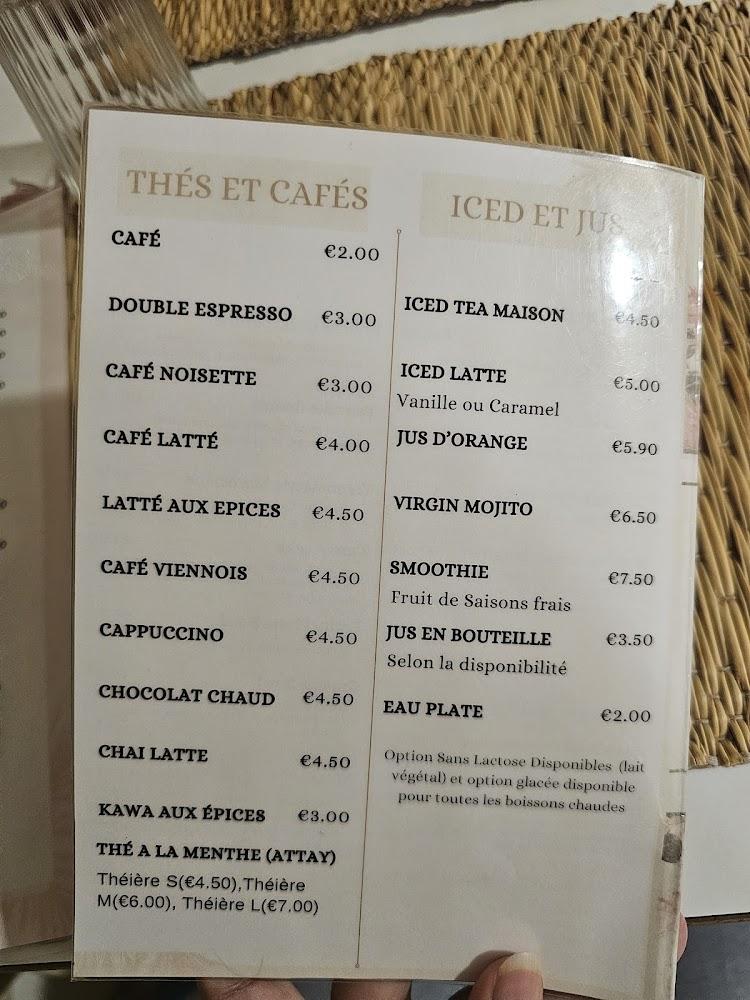 THÉS ET CAFÉS
CAFÉ €2.00
DOUBLE ESPRESSO €3.00
CAFÉ NOISETTE €3.00
CAFÉ LATTÉ €4.00
LATTÉ AUX EPICES €4.50
CAFÉ VIENNOIS €4.50
CAPPUCCINO €4.50
CHOCOLAT CHAUD €4.50
CHAI LATTE €4.50
KAWA AUX ÉPICES €3.00
THÉ A LA MENTHE (ATTAY)
Théière S(€4.50),Théière
M(€6.00), Théière L(€7.00)
ICED ET JUS
ICED TEA MAISON €4.50
ICED LATTE €5.00
Vanille ou Caramel
JUS D'ORANGE €5.90
VIRGIN MOJITO €6.50
SMOOTHIE €7.50
Fruit de Saisons frais
JUS EN BOUTEILLE €3.50
Selon la disponibilité
EAU PLATE €2.00
Option Sans Lactose Disponibles (lait
végétal) et option glacée disponible
pour toutes les boissons chaudes